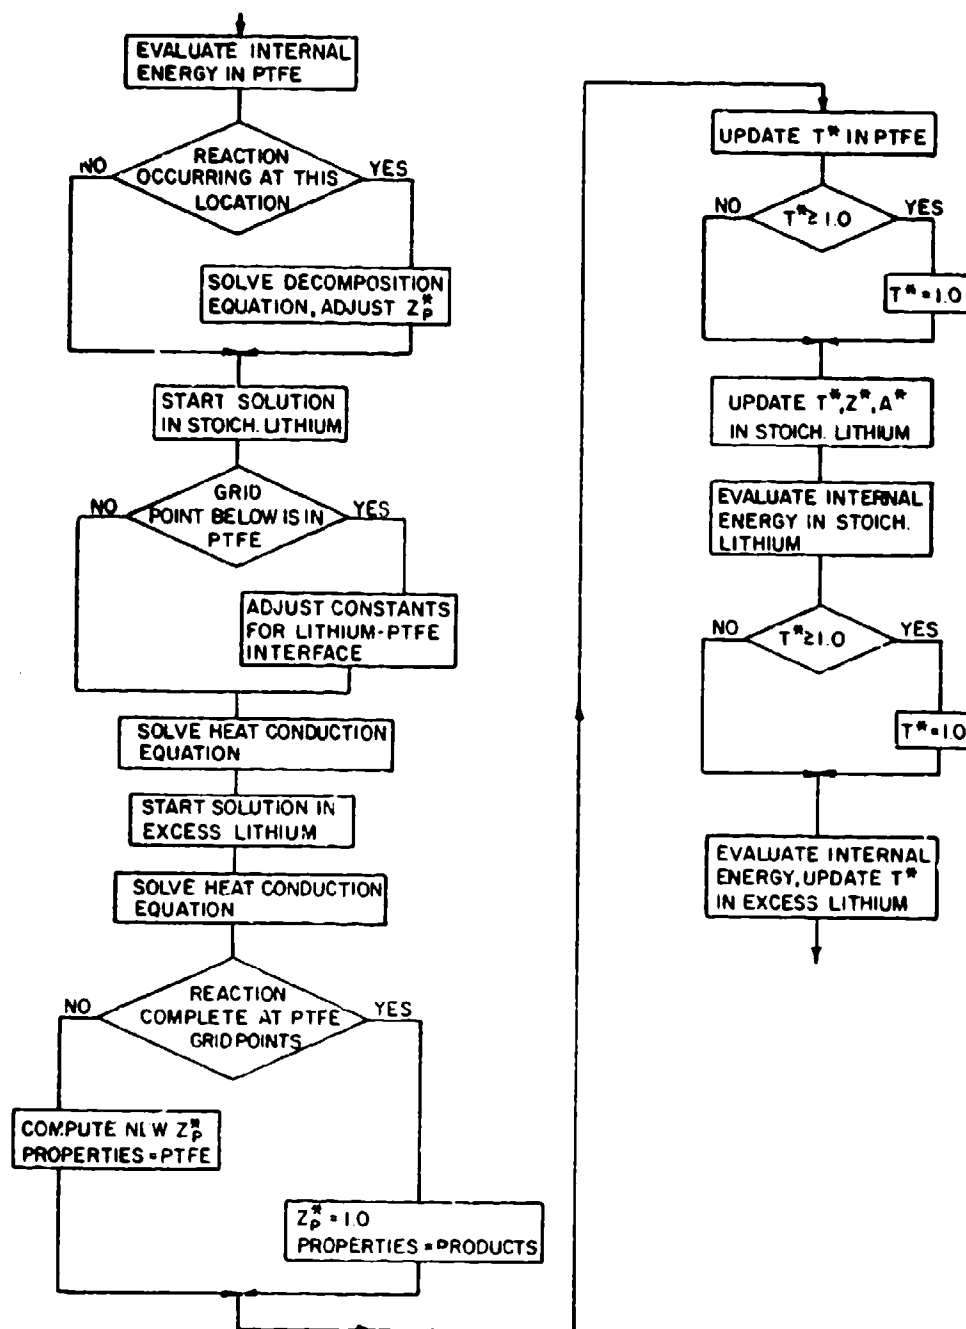 EVALUATE INTERNAL
ENERGY IN PTFE
NO
REACTION
OCCURRING AT THIS
LOCATION
YES
SOLVE DECOMPOSITION
EQUATION, ADJUST Z*P
START SOLUTION
IN STOICH. LITHIUM
NO
GRID
POINT BELOW IS IN
PTFE
YES
ADJUST CONSTANTS
FOR LITHIUM-PTFE
INTERFACE
SOLVE HEAT CONDUCTION
EQUATION
START SOLUTION IN
EXCESS LITHIUM
SOLVE HEAT CONDUCTION
EQUATION
NO
REACTION
COMPLETE AT PTFE
GRID POINTS
YES
COMPUTE NEW Z*P
PROPERTIES=PTFE
Z*P = 1.0
PROPERTIES=PRODUCTS
UPDATE T* IN PTFE
NO
T*≥1.0
YES
T*=1.0
UPDATE T*,Z*,A*
IN STOICH. LITHIUM
EVALUATE INTERNAL
ENERGY IN STOICH.
LITHIUM
NO
T*≥1.0
YES
T*=1.0
EVALUATE INTERNAL
ENERGY, UPDATE T*
IN EXCESS LITHIUM